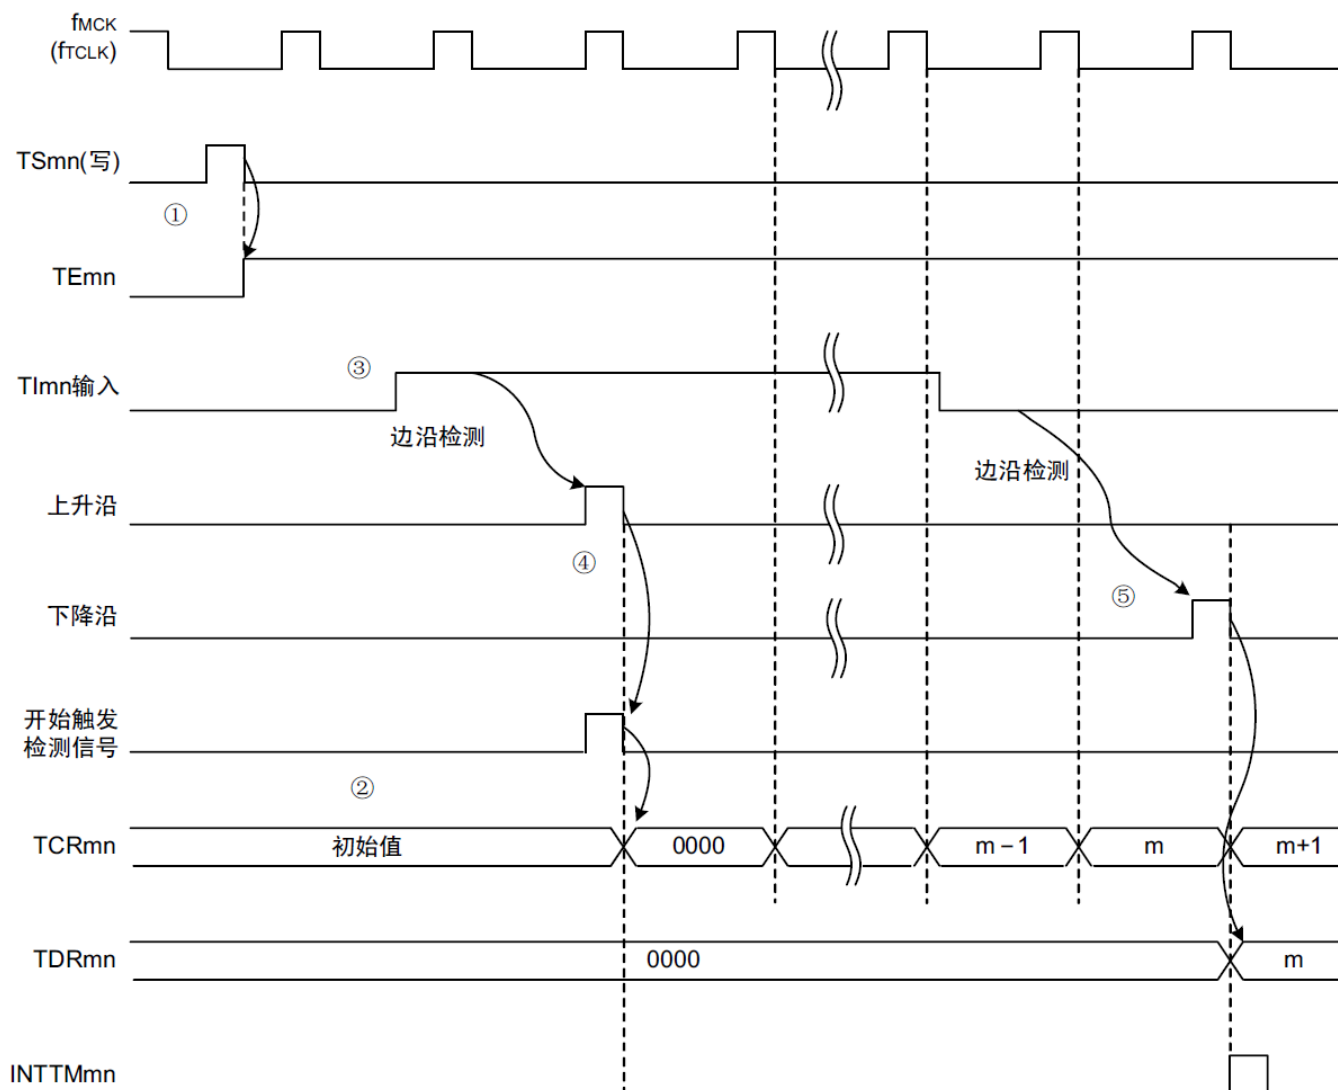 fMCK
(fTCLK)
TSmn(写)
①
TEmn
③
TImn输入
边沿检测
边沿检测
上升沿
④
⑤
下降沿
开始触发
检测信号
②
TCRmn 初始值 0000 m－1 m m+1
TDRmn 0000 m
INTTMmn